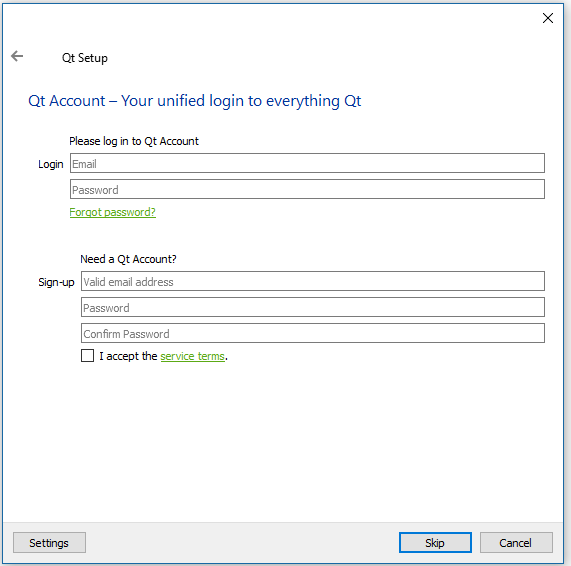 Qt Setup
Qt Account – Your unified login to everything Qt
Please log in to Qt Account
Login Email
Password
Forgot password?
Need a Qt Account?
Sign-up Valid email address
Password
Confirm Password
I accept the service terms.
Settings Skip Cancel